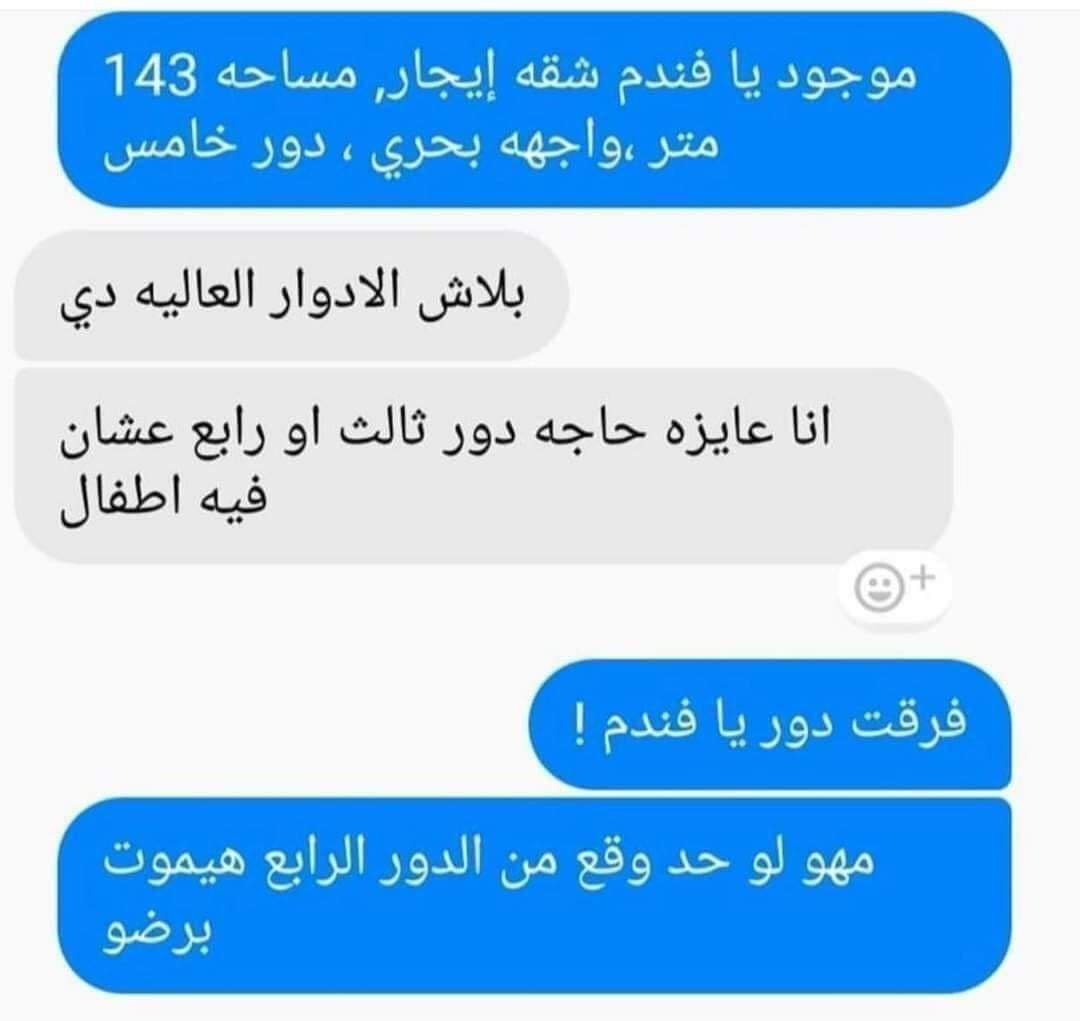 موجود يا فندم شقه إيجار, مساحه 143
متر ،واجهه بحري ، دور خامس
بلاش الادوار العاليه دي
انا عايزه حاجه دور ثالث او رابع عشان
فيه اطفال
فرقت دور يا فندم !
مهو لو حد وقع من الدور الرابع هيموت
برضو